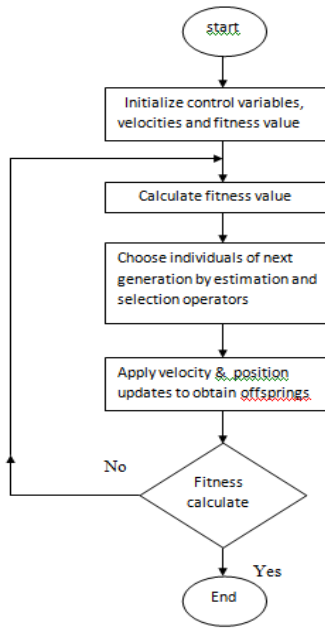 start
Initialize control variables,
velocities and fitness value
Calculate fitness value
Choose individuals of next
generation by estimation and
selection operators
Apply velocity & position
updates to obtain offsprings
No
Fitness
calculate
Yes
End